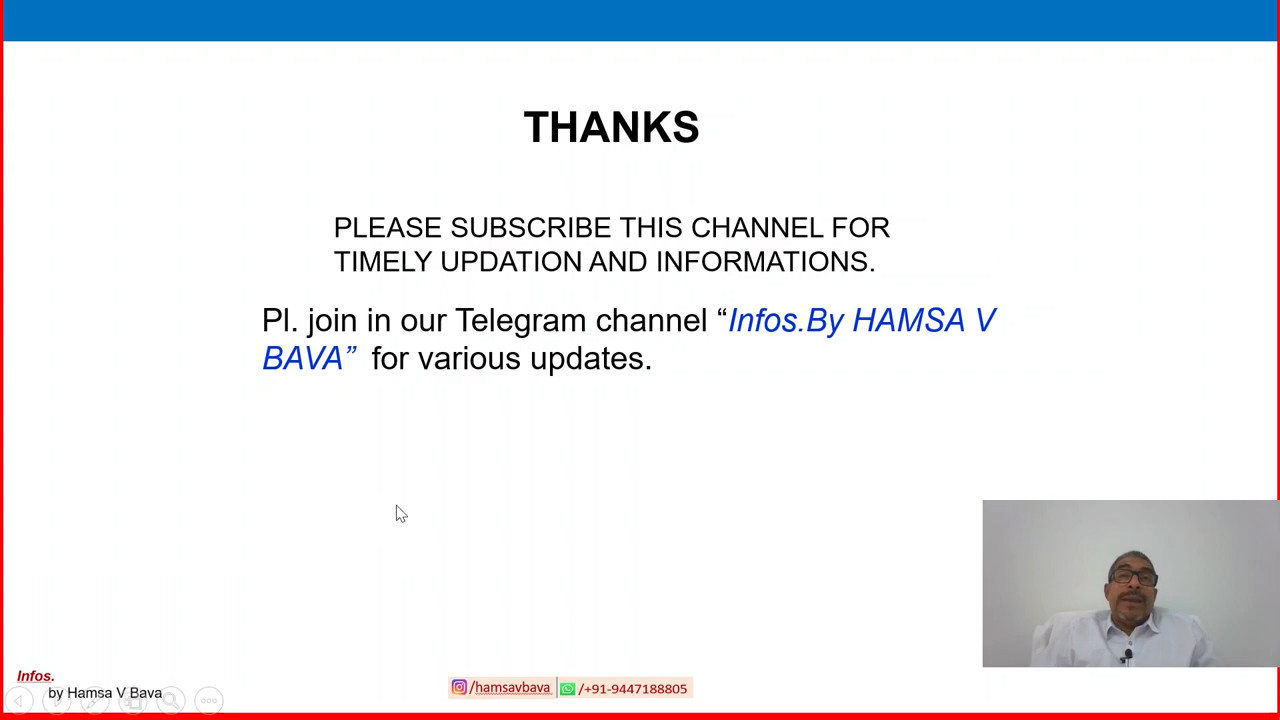 THANKS
PLEASE SUBSCRIBE THIS CHANNEL FOR
TIMELY UPDATION AND INFORMATIONS.
Pl. join in our Telegram channel “Infos.By HAMSA V
BAVA”  for various updates.
Infos.
by Hamsa V Bava
/hamsavbava /+91-9447188805